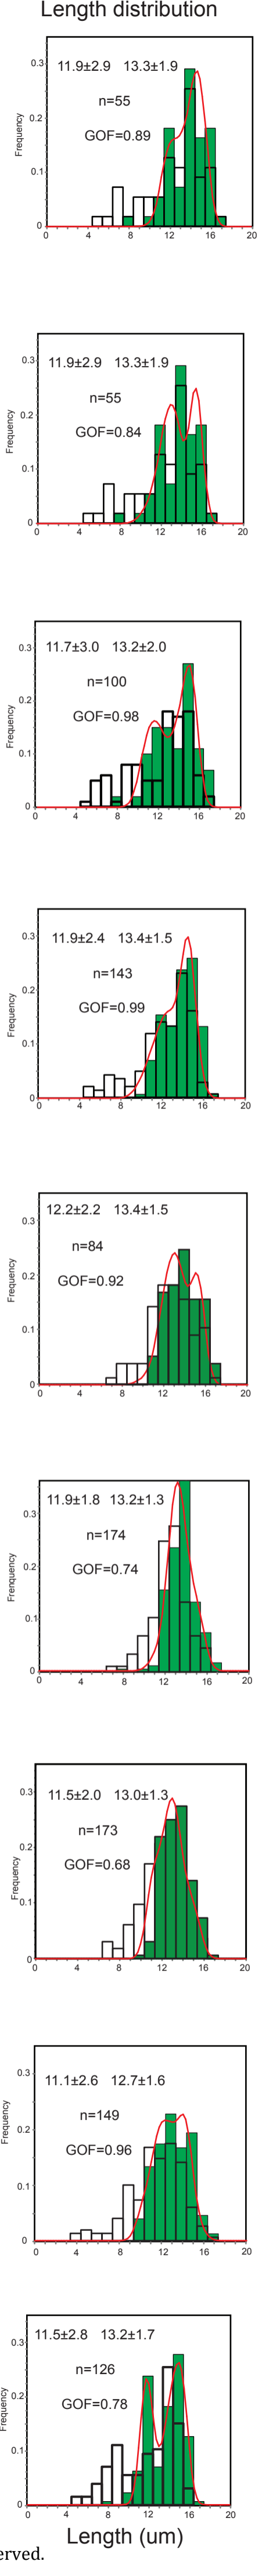 Length distribution
11.9±2.9 13.3±1.9
n=55
GOF=0.89
Frequency
0.3
0.2
0.1
0
0 4 8 12 16 20
11.9±2.9 13.3±1.9
n=55
GOF=0.84
Frequency
0.3
0.2
0.1
0
0 4 8 12 16 20
11.7±3.0 13.2±2.0
n=100
GOF=0.98
Frequency
0.3
0.2
0.1
0
0 4 8 12 16 20
11.9±2.4 13.4±1.5
n=143
GOF=0.99
Frequency
0.3
0.2
0.1
0
0 4 8 12 16 20
12.2±2.2 13.4±1.5
n=84
GOF=0.92
Frequency
0.3
0.2
0.1
0
0 4 8 12 16 20
11.9±1.8 13.2±1.3
n=174
GOF=0.74
Frenquency
0.3
0.2
0.1
0
0 4 8 12 16 20
11.5±2.0 13.0±1.3
n=173
GOF=0.68
Frequency
0.3
0.2
0.1
0
0 4 8 12 16 20
11.1±2.6 12.7±1.6
n=149
GOF=0.96
Frequency
0.3
0.2
0.1
0
0 4 8 12 16 20
11.5±2.8 13.2±1.7
n=126
GOF=0.78
Frequency
0.3
0.2
0.1
0
0 4 8 12 16 20
Length (um)
erved.